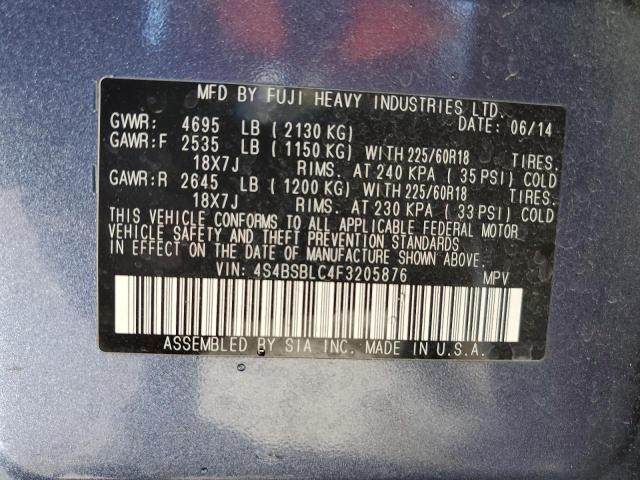 MFD BY FUJI HEAVY INDUSTRIES LTD.
GVWR: 4695 LB (2130 KG) DATE: 06/14
GAWR:F 2535 LB (1150 KG) WITH 225/60R18 TIRES.
18X7J RIMS. AT 240 KPA (35 PSI) COLD
GAWR:R 2645 LB (1200 KG) WITH 225/60R18 TIRES.
18X7J RIMS. AT 230 KPA (33 PSI) COLD
THIS VEHICLE CONFORMS TO ALL APPLICABLE FEDERAL MOTOR
VEHICLE SAFETY AND THEFT PREVENTION STANDARDS
IN EFFECT ON THE DATE OF MANUFACTURE SHOWN ABOVE.
VIN: 4S4BSBLC4F3205876 MPV
ASSEMBLED BY SIA INC. MADE IN U.S.A.